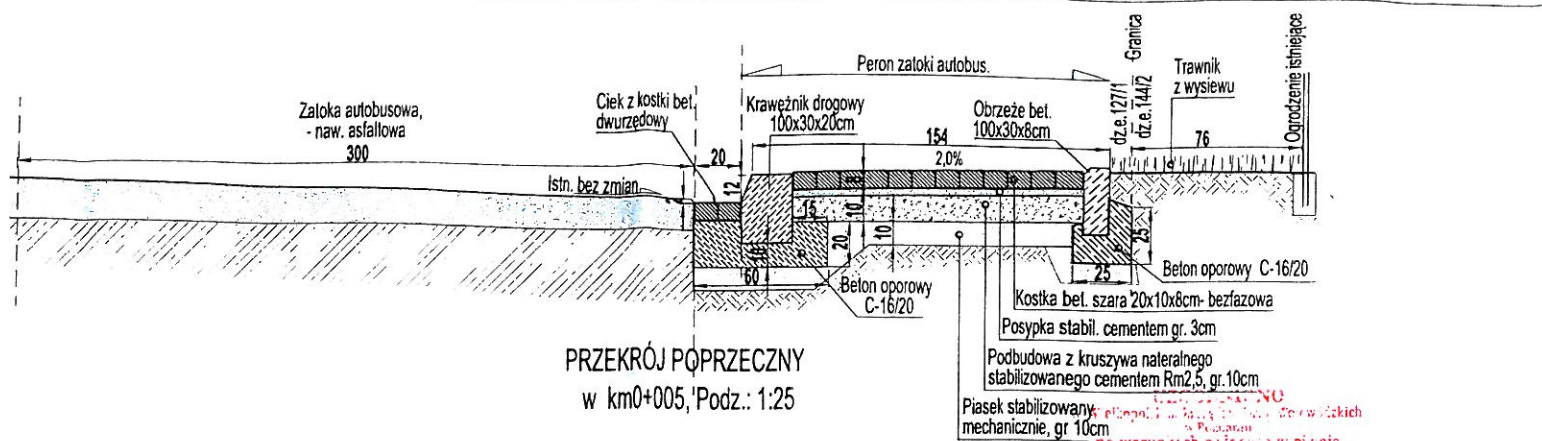 Peron zatoki autobus.
dz.e.127/1
dz.e.144/2
Granica
Trawnik
z wysiewu
Ogrodzenie istniejące
Zatoka autobusowa,
- naw. asfaltowa
300
Ciek z kostki bet.
dwurzędowy
20
Krawężnik drogowy
100x30x20cm
Obrzeże bet.
100x30x8cm
154
2,0%
76
Istn. bez zmian
12
8
15
10
10
20
10
60
25
25
Beton oporowy
C-16/20
Beton oporowy C-16/20
Kostka bet. szara 20x10x8cm- bezfazowa
Posypka stabil. cementem gr. 3cm
Podbudowa z kruszywa nateralnego
stabilizowanego cementem Rm2,5, gr.10cm
Piasek stabilizowany
mechanicznie, gr 10cm
PRZEKRÓJ POPRZECZNY
w km0+005, Podz.: 1:25